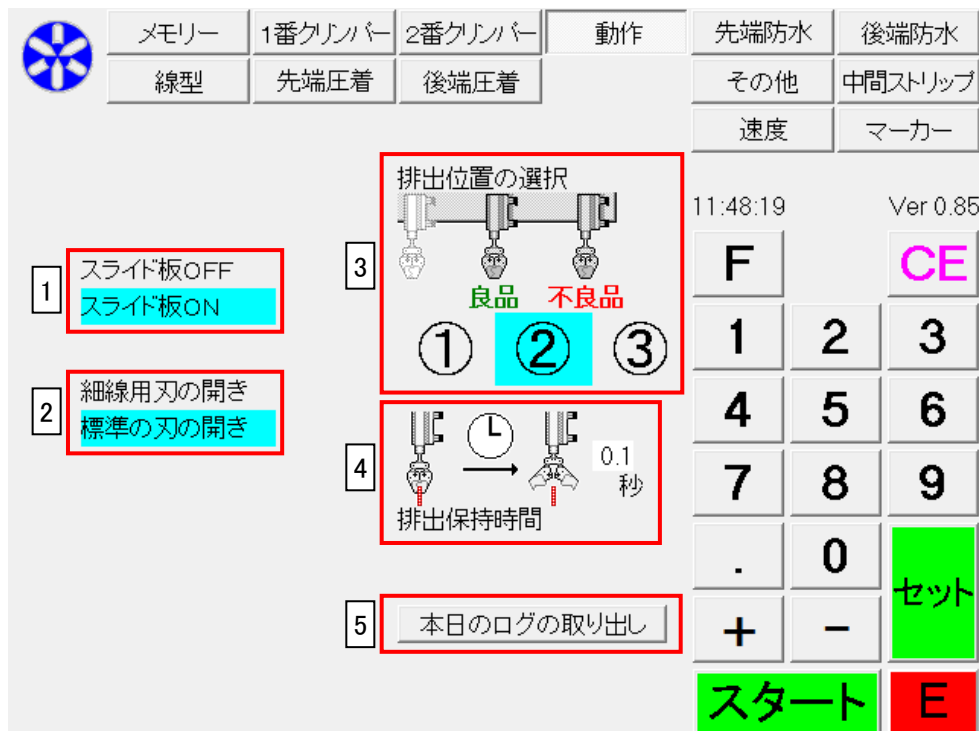 メモリー
1番クリンパー
2番クリンパー
動作
先端防水
後端防水
線型
先端圧着
後端圧着
その他
中間ストリップ
速度
マーカー
11:48:19
Ver 0.85
1
スライド板OFF
スライド板ON
2
細線用刃の開き
標準の刃の開き
3
排出位置の選択
良品
不良品
① ② ③
4
0.1
秒
排出保持時間
5
本日のログの取り出し
F
CE
1 2 3
4 5 6
7 8 9
. 0
セット
+ -
スタート
E